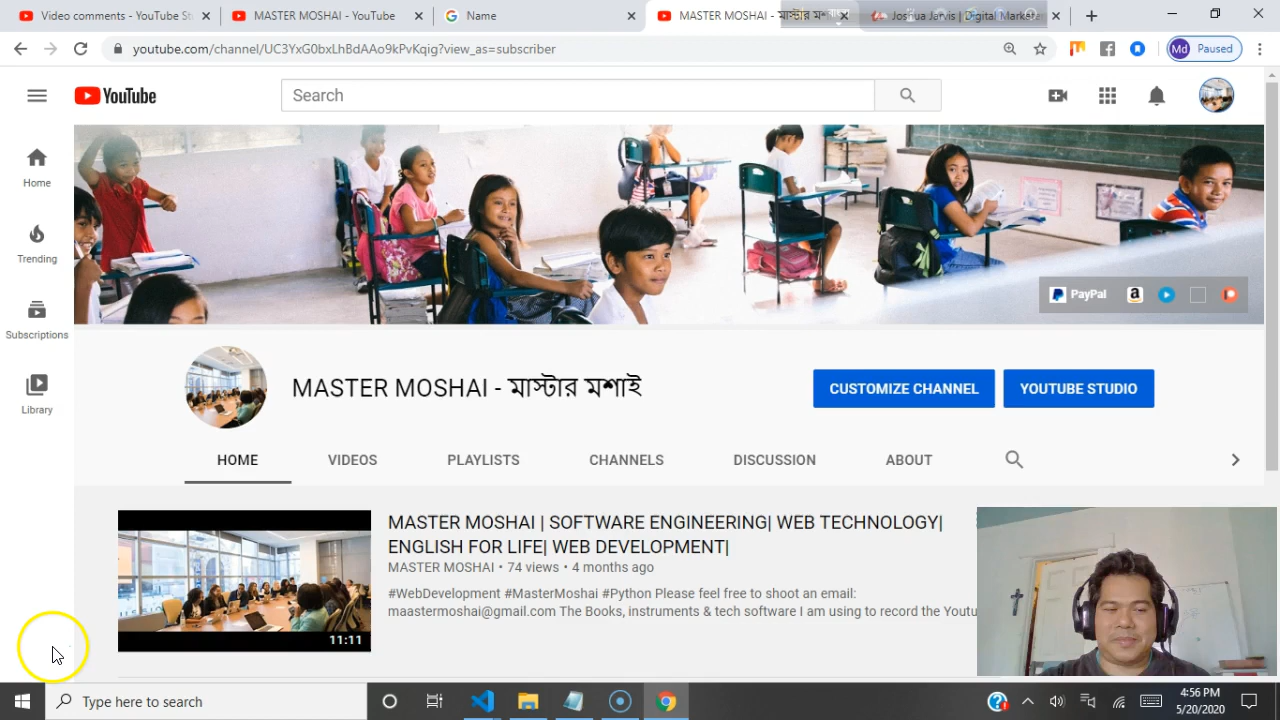 Video comments - YouTube St
MASTER MOSHAI - YouTube
Name
MASTER MOSHAI - মাস্টার মশ
Joshua Jarvis | Digital Marketer
youtube.com/channel/UC3YxG0bxLhBdAAo9kPvKqig?view_as=subscriber
Md Paused
YouTube
Search
Home
Trending
Subscriptions
Library
PayPal
MASTER MOSHAI - মাস্টার মশাই
CUSTOMIZE CHANNEL
YOUTUBE STUDIO
HOME
VIDEOS
PLAYLISTS
CHANNELS
DISCUSSION
ABOUT
MASTER MOSHAI | SOFTWARE ENGINEERING| WEB TECHNOLOGY|
ENGLISH FOR LIFE| WEB DEVELOPMENT|
MASTER MOSHAI • 74 views • 4 months ago
#WebDevelopment #MasterMoshai #Python Please feel free to shoot an email:
maastermoshai@gmail.com The Books, instruments & tech software I am using to record the Youtu
11:11
Type here to search
4:56 PM
5/20/2020